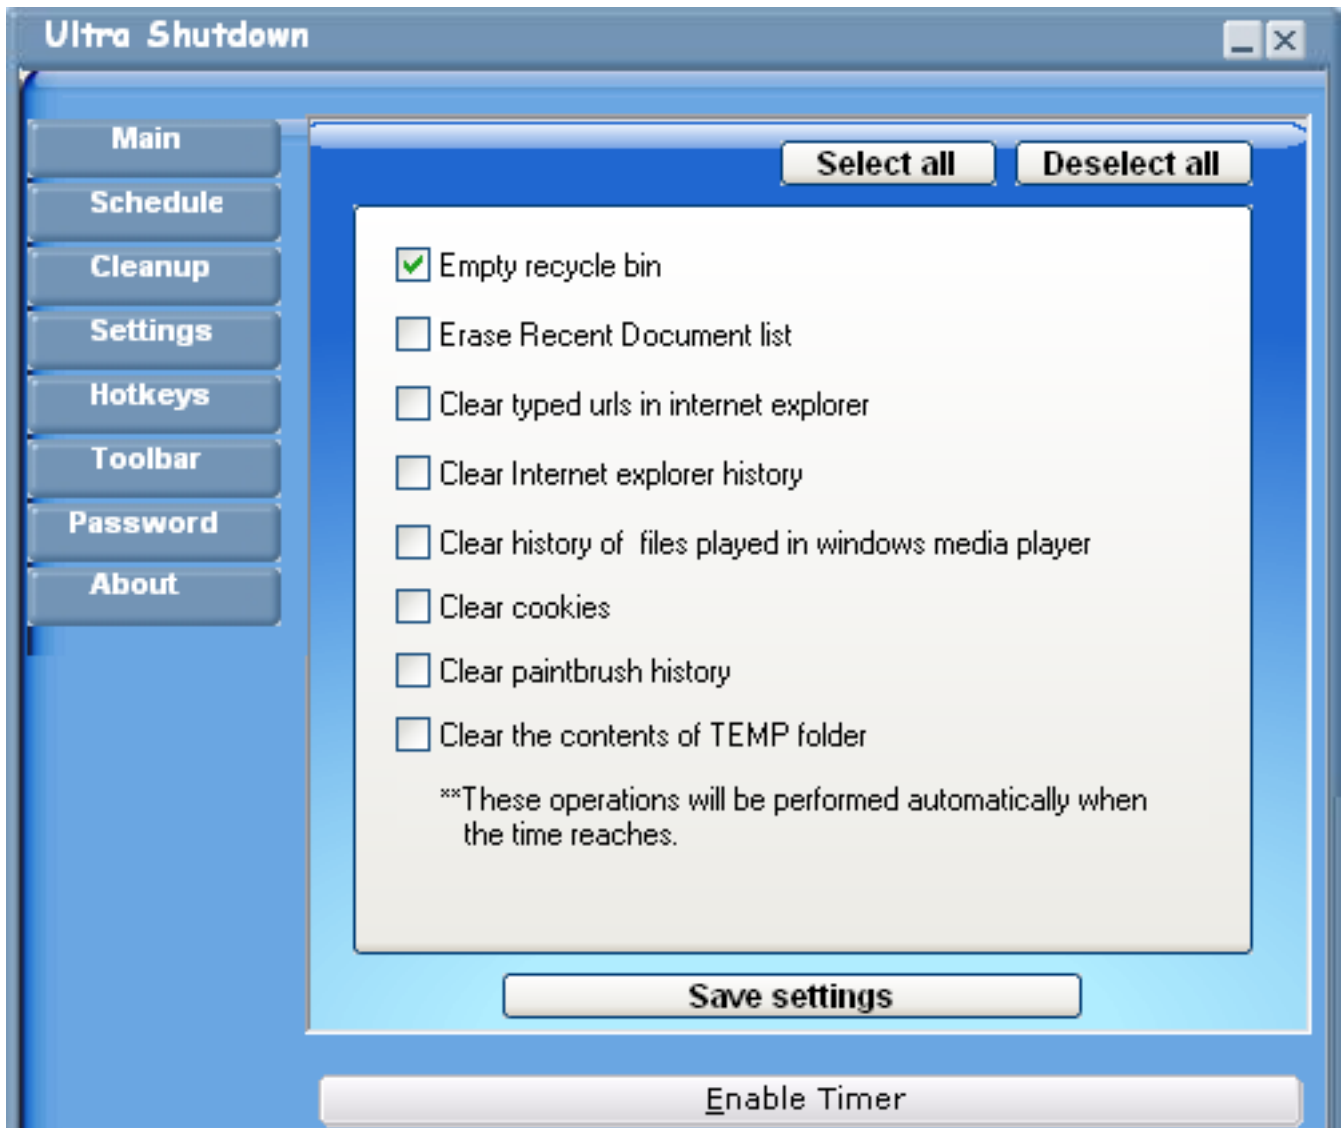 Ultra Shutdown
Main
Schedule
Cleanup
Settings
Hotkeys
Toolbar
Password
About
Select all
Deselect all
Empty recycle bin
Erase Recent Document list
Clear typed urls in internet explorer
Clear Internet explorer history
Clear history of  files played in windows media player
Clear cookies
Clear paintbrush history
Clear the contents of TEMP folder
**These operations will be performed automatically when
the time reaches.
Save settings
Enable Timer